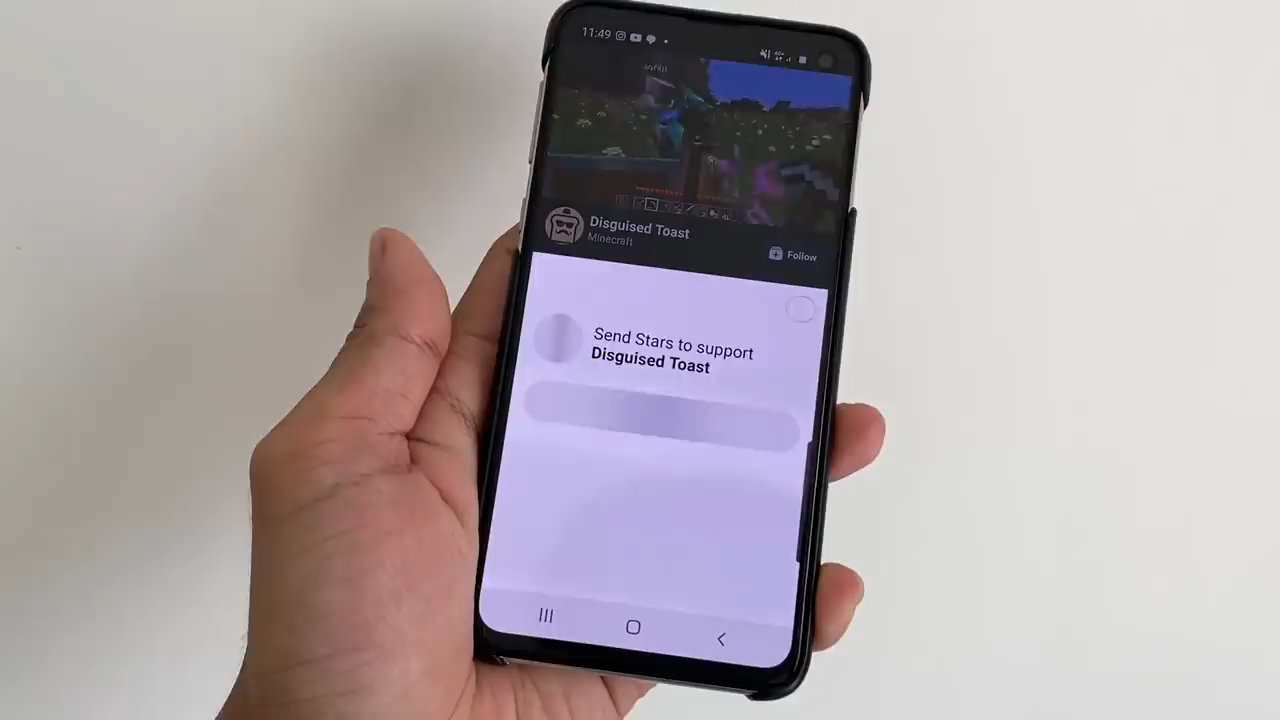 11:49
Disguised Toast
Minecraft
Follow
Send Stars to support
Disguised Toast